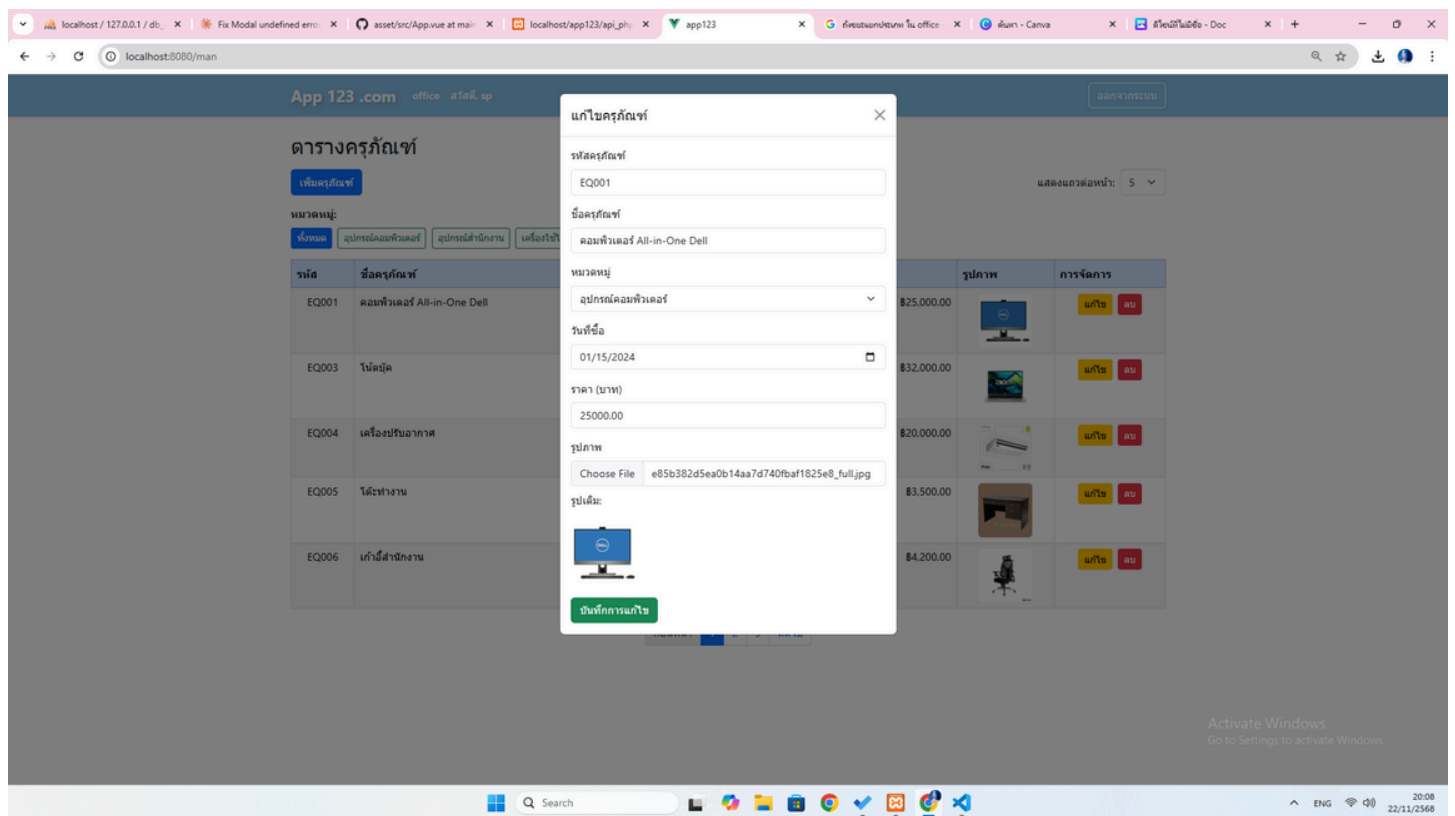 localhost / 127.0.0.1 / db_
Fix Modal undefined erro
asset/src/App.vue at main
localhost/app123/api_php
app123
ค้นหา - Canva
ดีไซน์ที่ไม่มีชื่อ - Doc
localhost:8080/man
App 123 .com office สวัสดี, sp
ออกจากระบบ
ตารางครุภัณฑ์
เพิ่มครุภัณฑ์
แสดงแถวต่อหน้า: 5
หมวดหมู่:
ทั้งหมด อุปกรณ์คอมพิวเตอร์ อุปกรณ์สำนักงาน เครื่องใช้ไ
รหัส ชื่อครุภัณฑ์ รูปภาพ การจัดการ
EQ001 คอมพิวเตอร์ All-in-One Dell ฿25,000.00 แก้ไข ลบ
EQ003 โน้ตบุ๊ค ฿32,000.00 แก้ไข ลบ
EQ004 เครื่องปรับอากาศ ฿20,000.00 แก้ไข ลบ
EQ005 โต๊ะทำงาน ฿3,500.00 แก้ไข ลบ
EQ006 เก้าอี้สำนักงาน ฿4,200.00 แก้ไข ลบ
แก้ไขครุภัณฑ์
รหัสครุภัณฑ์
EQ001
ชื่อครุภัณฑ์
คอมพิวเตอร์ All-in-One Dell
หมวดหมู่
อุปกรณ์คอมพิวเตอร์
วันที่ซื้อ
01/15/2024
ราคา (บาท)
25000.00
รูปภาพ
Choose File e85b382d5ea0b14aa7d740fbaf1825e8_full.jpg
รูปเดิม:
บันทึกการแก้ไข
Activate Windows
Go to Settings to activate Windows.
Search
ENG
20:08
22/11/2568